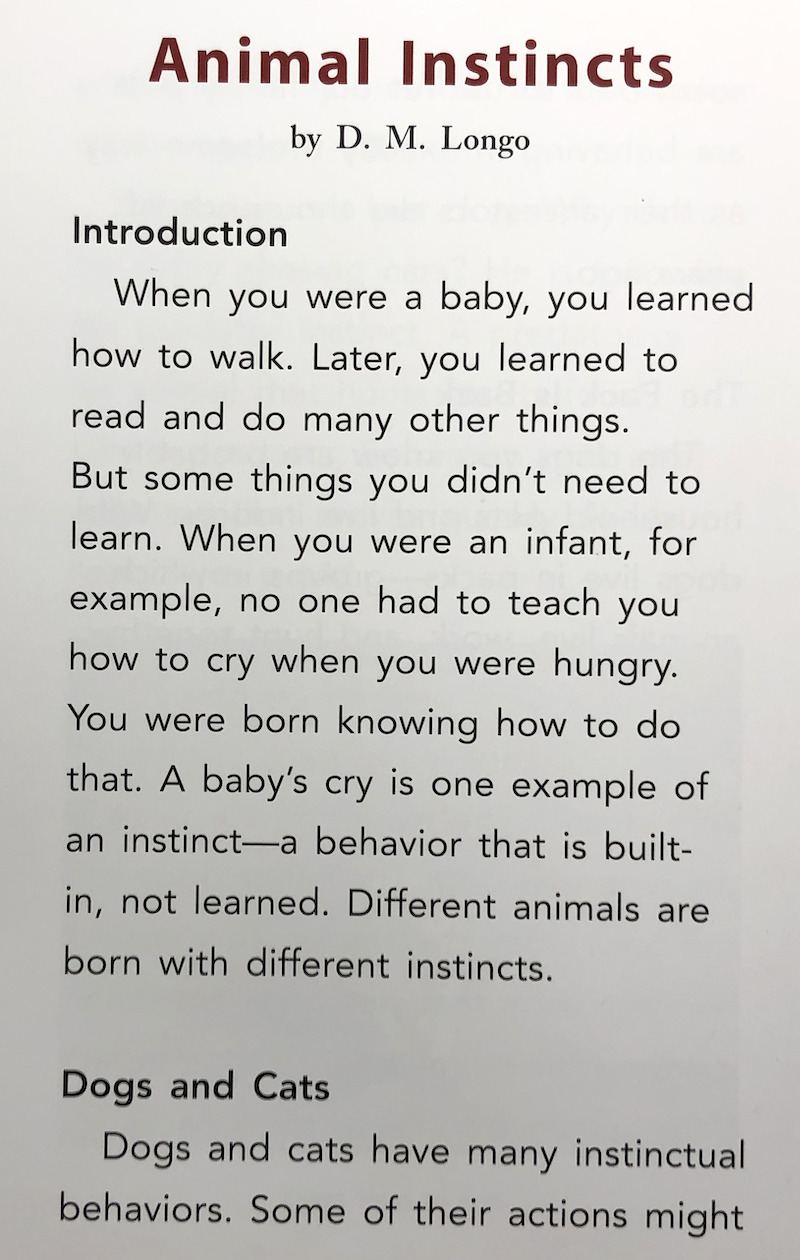 Animal Instincts
by D. M. Longo
Introduction
When you were a baby, you learned
how to walk. Later, you learned to
read and do many other things.
But some things you didn't need to
learn. When you were an infant, for
example, no one had to teach you
how to cry when you were hungry.
You were born knowing how to do
that. A baby's cry is one example of
an instinct—a behavior that is built-
in, not learned. Different animals are
born with different instincts.
Dogs and Cats
Dogs and cats have many instinctual
behaviors. Some of their actions might